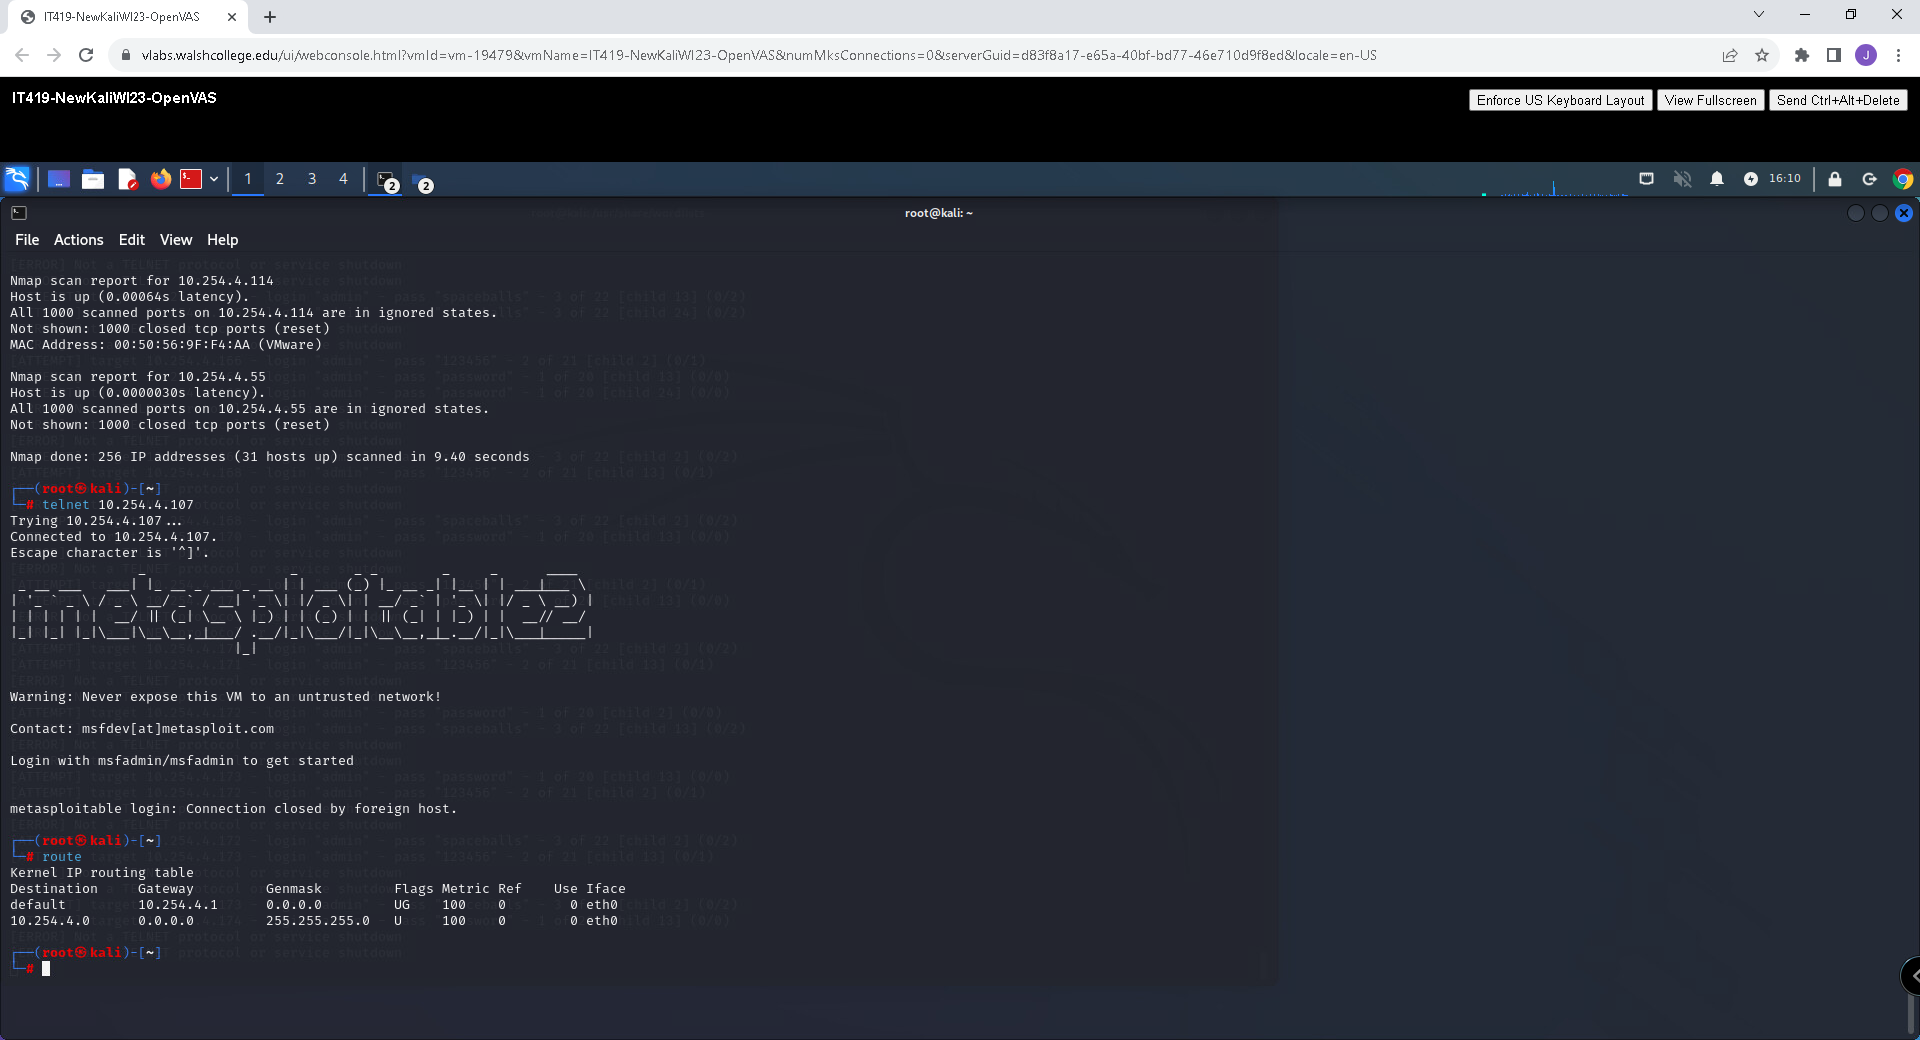 IT419-NewKaliWI23-OpenVAS
vlabs.walshcollege.edu/ui/webconsole.html?vmId=vm-19479&vmName=IT419-NewKaliWI23-OpenVAS&numMksConnections=0&serverGuid=d83f8a17-e65a-40bf-bd77-46e710d9f8ed&locale=en-US
J
IT419-NewKaliWI23-OpenVAS
Enforce US Keyboard Layout View Fullscreen Send Ctrl+Alt+Delete
1 2 3 4 2 2 16:10
root@kali: ~
File Actions Edit View Help
Nmap scan report for 10.254.4.114
Host is up (0.00064s latency).
All 1000 scanned ports on 10.254.4.114 are in ignored states.
Not shown: 1000 closed tcp ports (reset)
MAC Address: 00:50:56:9F:F4:AA (VMware)
Nmap scan report for 10.254.4.55
Host is up (0.0000030s latency).
All 1000 scanned ports on 10.254.4.55 are in ignored states.
Not shown: 1000 closed tcp ports (reset)
Nmap done: 256 IP addresses (31 hosts up) scanned in 9.40 seconds
(root㉿kali)-[~]
# telnet 10.254.4.107
Trying 10.254.4.107...
Connected to 10.254.4.107.
Escape character is '^]'.
metasploitable2
Warning: Never expose this VM to an untrusted network!
Contact: msfdev[at]metasploit.com
Login with msfadmin/msfadmin to get started
metasploitable login: Connection closed by foreign host.
(root㉿kali)-[~]
# route
Kernel IP routing table
Destination Gateway Genmask Flags Metric Ref Use Iface
default 10.254.4.1 0.0.0.0 UG 100 0 0 eth0
10.254.4.0 0.0.0.0 255.255.255.0 U 100 0 0 eth0
(root㉿kali)-[~]
#